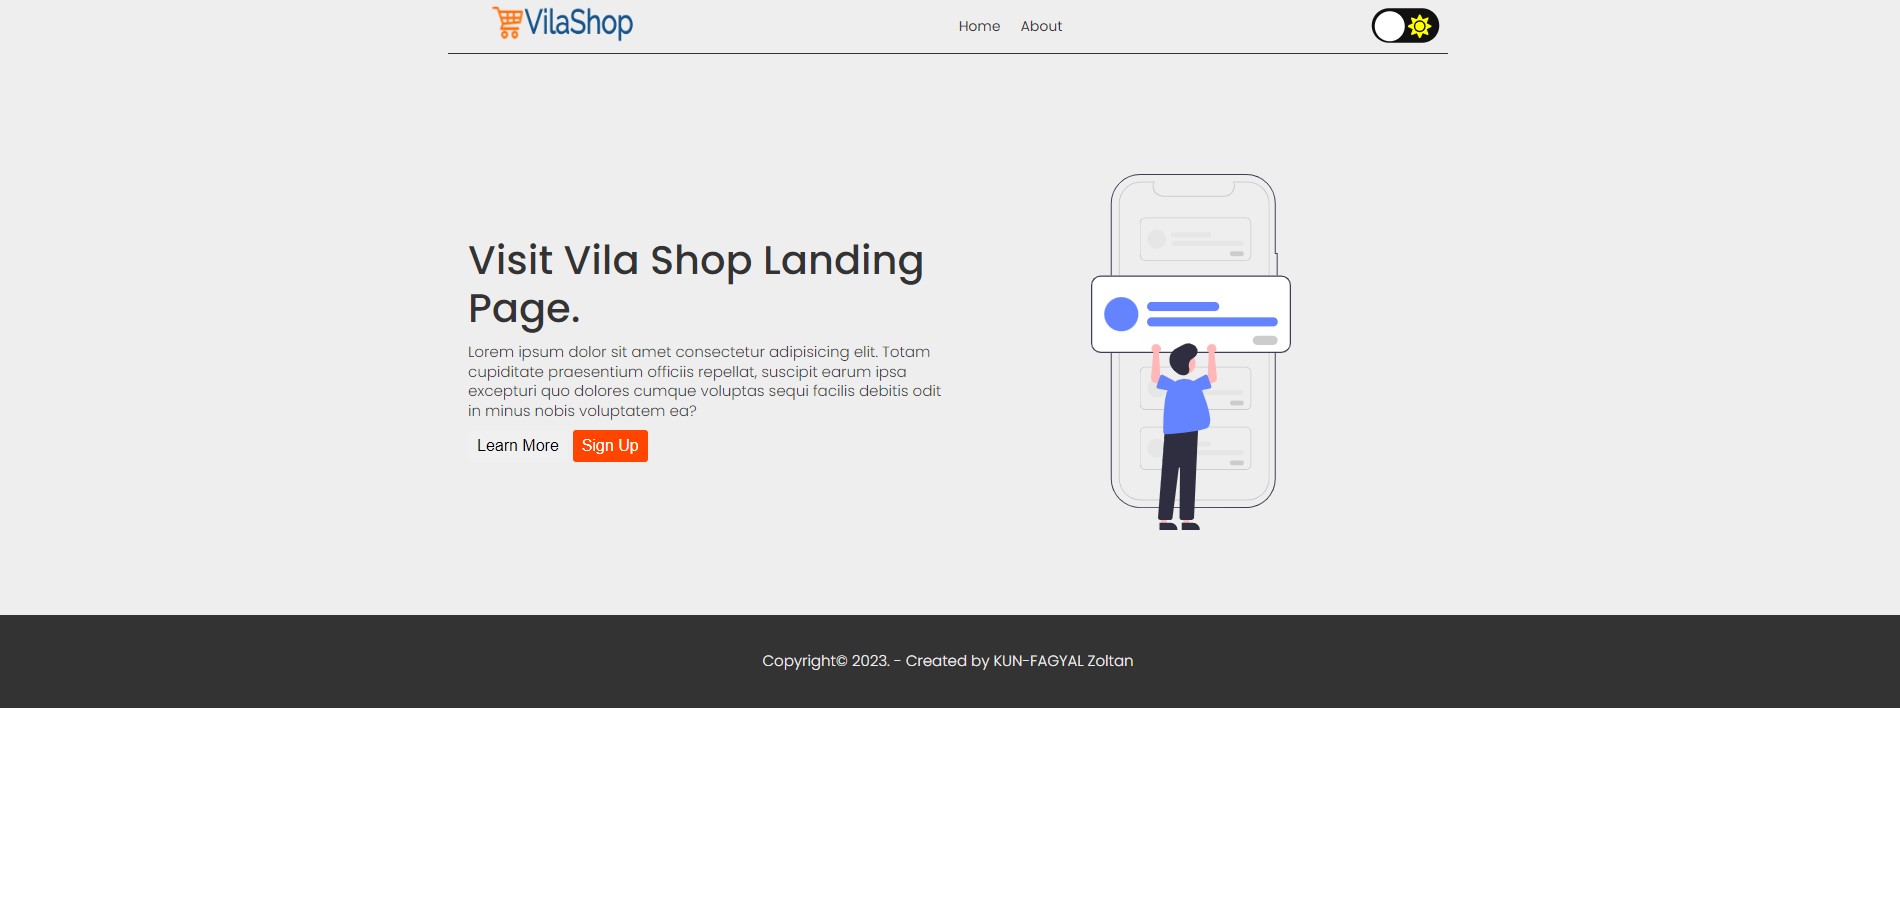 VilaShop
Home About
Visit Vila Shop Landing
Page.
Lorem ipsum dolor sit amet consectetur adipisicing elit. Totam
cupiditate praesentium officiis repellat, suscipit earum ipsa
excepturi quo dolores cumque voluptas sequi facilis debitis odit
in minus nobis voluptatem ea?
Learn More Sign Up
Copyright© 2023. - Created by KUN-FAGYAL Zoltan